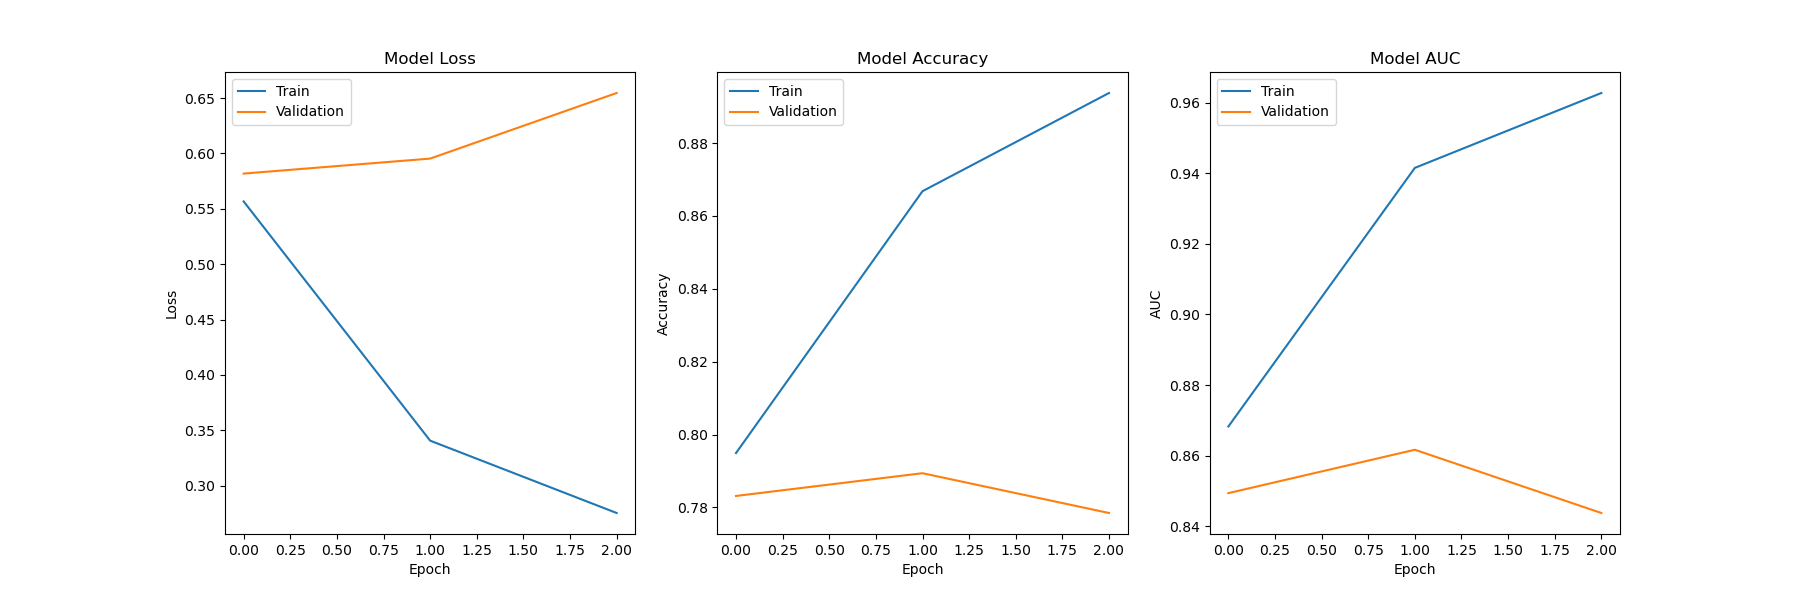 Model Loss
Train
Validation
0.65
0.60
0.55
0.50
0.45
0.40
0.35
0.30
Loss
0.00 0.25 0.50 0.75 1.00 1.25 1.50 1.75 2.00
Epoch
Model Accuracy
Train
Validation
0.88
0.86
0.84
0.82
0.80
0.78
Accuracy
0.00 0.25 0.50 0.75 1.00 1.25 1.50 1.75 2.00
Epoch
Model AUC
Train
Validation
0.96
0.94
0.92
0.90
0.88
0.86
0.84
AUC
0.00 0.25 0.50 0.75 1.00 1.25 1.50 1.75 2.00
Epoch